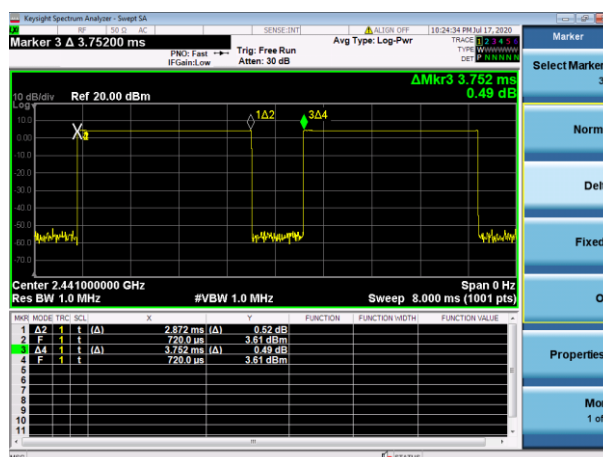 Keysight Spectrum Analyzer - Swept SA
RF 50 Ω AC SENSE:INT ALIGN OFF 10:24:34 PM Jul 17, 2020
Marker 3 Δ 3.75200 ms
PNO: Fast
IFGain:Low
Trig: Free Run
Atten: 30 dB
Avg Type: Log-Pwr
TRACE 1 2 3 4 5 6
TYPE WWWWWW
DET P N N N N N
ΔMkr3 3.752 ms
0.49 dB
10 dB/div Ref 20.00 dBm
Log
1Δ2
3Δ4
10.0
0.00
-10.0
-20.0
-30.0
-40.0
-50.0
-60.0
-70.0
Center 2.441000000 GHz Span 0 Hz
Res BW 1.0 MHz #VBW 1.0 MHz Sweep 8.000 ms (1001 pts)
MKR MODE TRC SCL X Y FUNCTION FUNCTION WIDTH FUNCTION VALUE
1 Δ2 1 t (Δ) 2.872 ms (Δ) 0.52 dB
2 F 1 t 720.0 µs 3.61 dBm
3 Δ4 1 t (Δ) 3.752 ms (Δ) 0.49 dB
4 F 1 t 720.0 µs 3.61 dBm
5
6
7
8
9
10
11
Marker
Select Marker
3
Norm
Del
Fixed
O
Properties
Mo
1 of